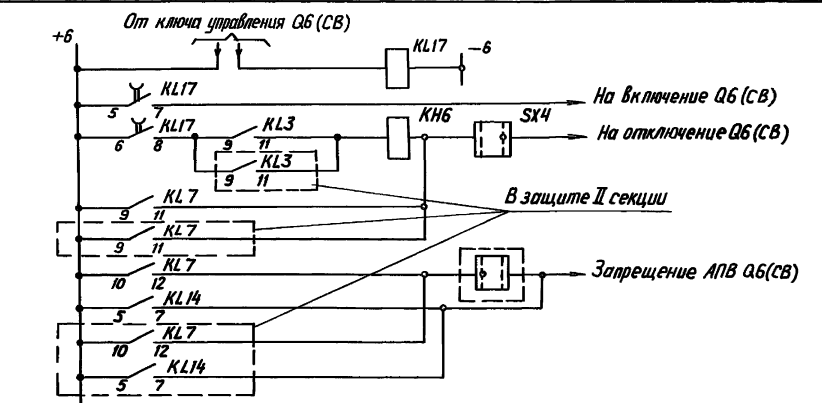 От ключа управления Q6 (СВ)
+6
KL17
-6
KL17
5 7
На включение Q6 (СВ)
KL17
6 8
KL3
9 11
KH6
SX4
На отключение Q6 (СВ)
KL3
9 11
KL7
9 11
В защите II секции
KL7
9 11
KL7
10 12
Запрещение АПВ Q6(СВ)
KL14
5 7
KL7
10 12
KL14
5 7